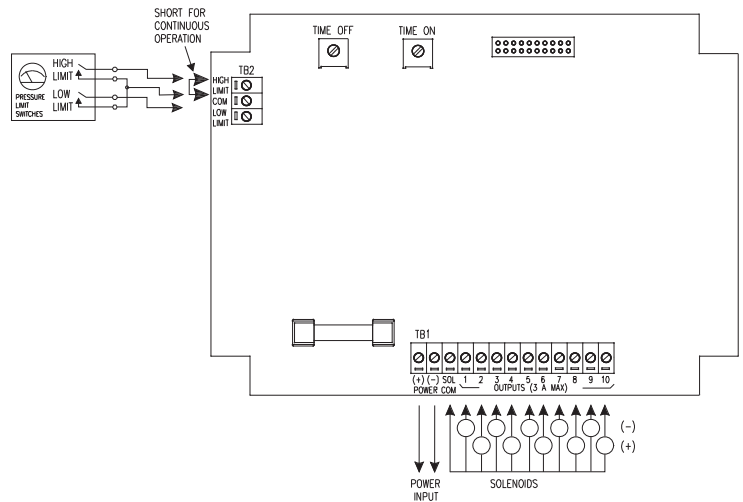 SHORT FOR
CONTINUOUS
OPERATION
TIME OFF
TIME ON
HIGH
LIMIT
LOW
LIMIT
PRESSURE
LIMIT
SWITCHES
TB2
HIGH
LIMIT
COM
LOW
LIMIT
TB1
(+) (-) SOL 1 2 3 4 5 6 7 8 9 10
POWER COM OUTPUTS (3 A MAX)
(-)
(+)
POWER
INPUT
SOLENOIDS